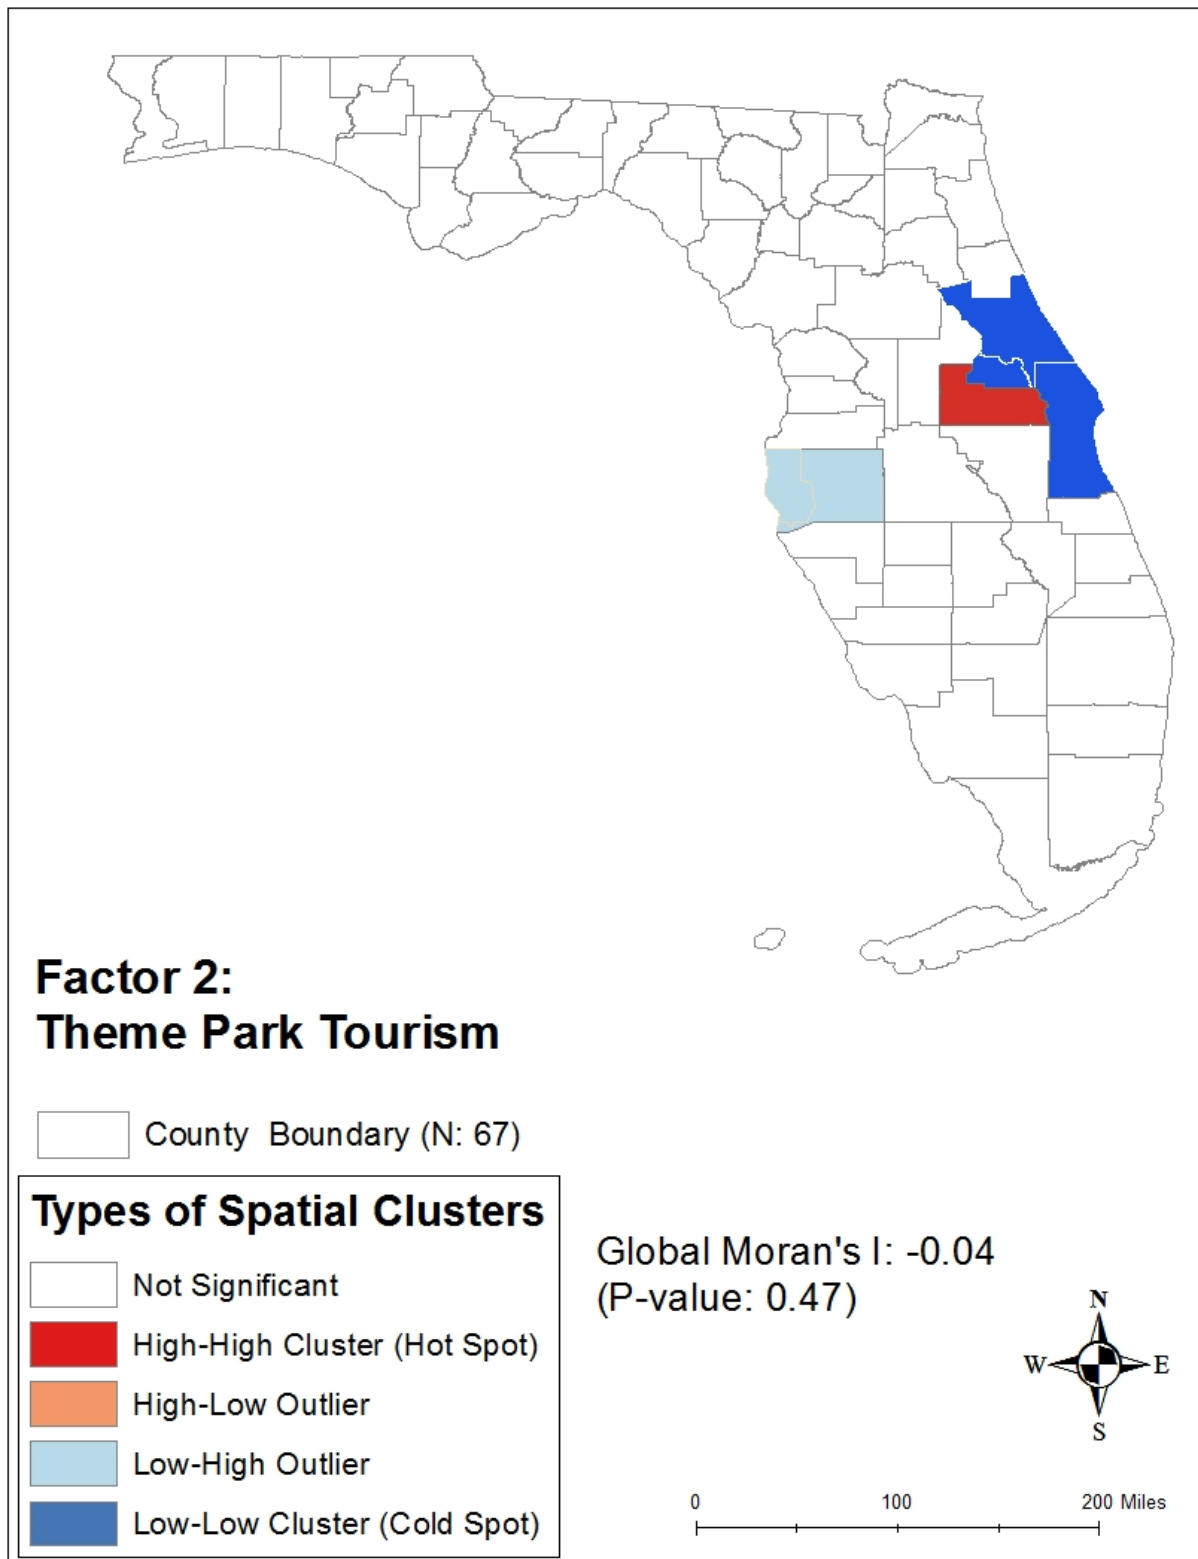 Factor 2:
Theme Park Tourism
County Boundary (N: 67)
Types of Spatial Clusters
Not Significant
High-High Cluster (Hot Spot)
High-Low Outlier
Low-High Outlier
Low-Low Cluster (Cold Spot)
Global Moran's I: -0.04
(P-value: 0.47)
N
W E
S
0 100 200 Miles